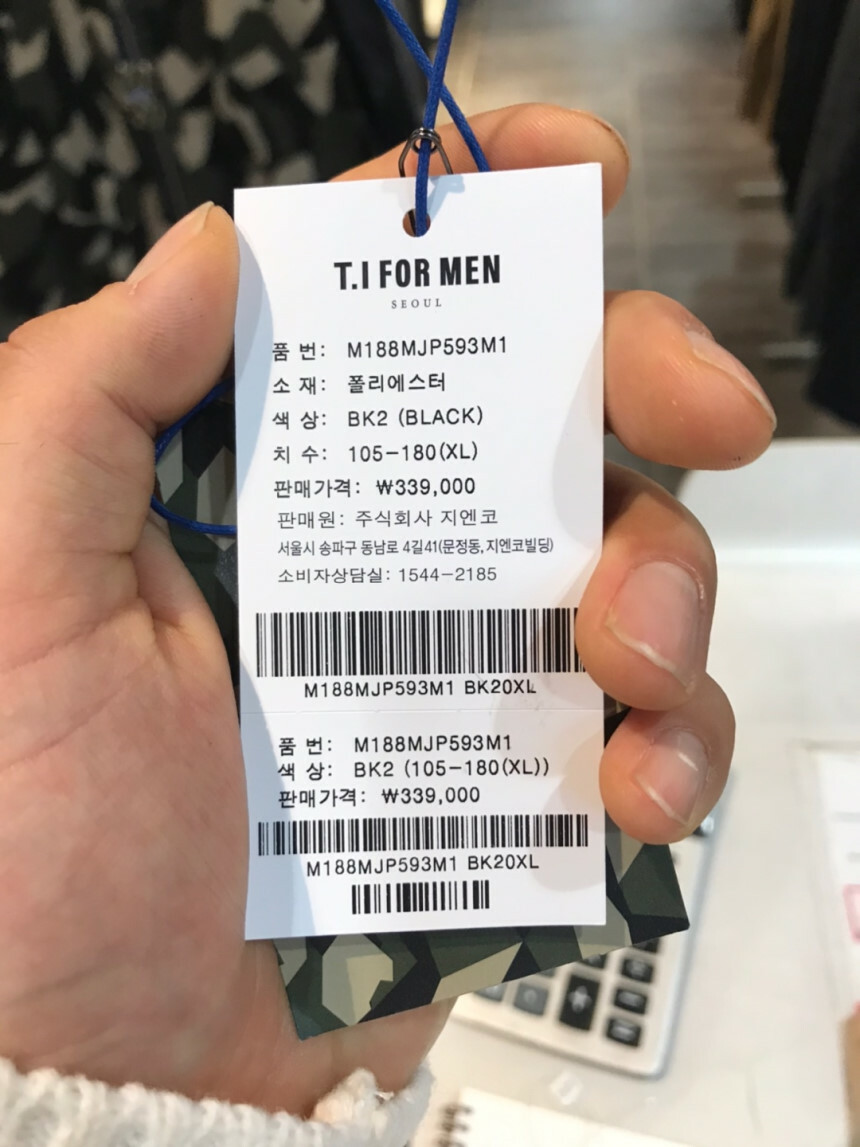 T.I FOR MEN
SEOUL
품 번: M188MJP593M1
소 재: 폴리에스터
색 상: BK2 (BLACK)
치 수: 105-180(XL)
판매가격: ₩339,000
판매원: 주식회사 지엔코
서울시 송파구 동남로 4길41(문정동, 지엔코빌딩)
소비자상담실: 1544-2185
M188MJP593M1 BK20XL
품 번: M188MJP593M1
색 상: BK2 (105-180(XL))
판매가격: ₩339,000
M188MJP593M1 BK20XL